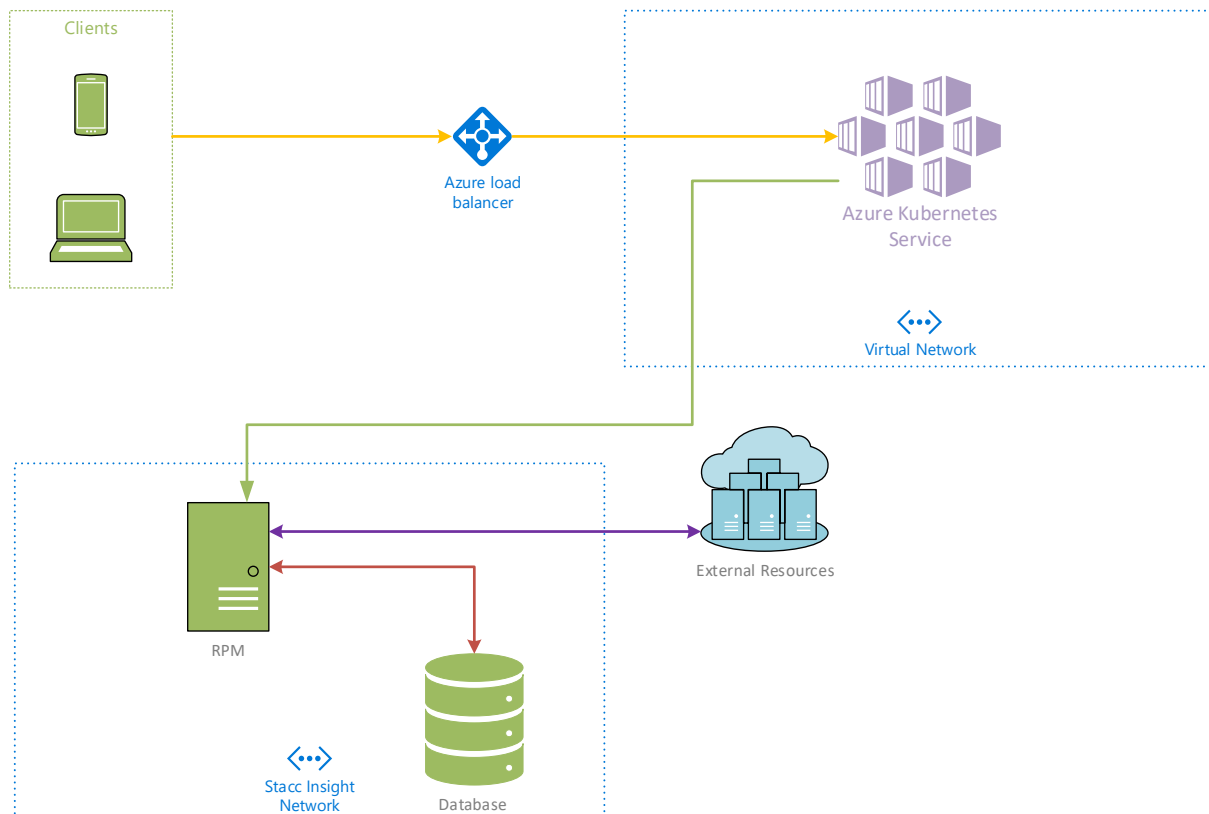 Clients
Azure load
balancer
Azure Kubernetes
Service
Virtual Network
External Resources
RPM
Stacc Insight
Network
Database